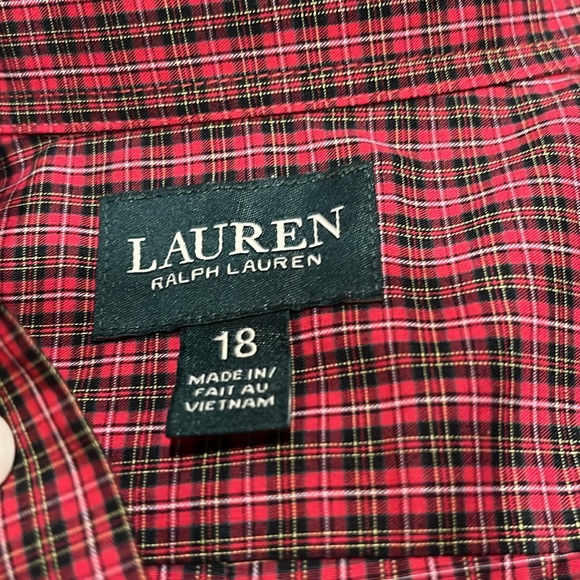 LAUREN
RALPH LAUREN
18
MADE IN/
FAIT AU
VIETNAM